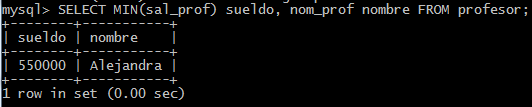 mysql> SELECT MIN(sal_prof) sueldo, nom_prof nombre FROM profesor;
+--------+-----------+
| sueldo | nombre    |
+--------+-----------+
| 550000 | Alejandra |
+--------+-----------+
1 row in set (0.00 sec)